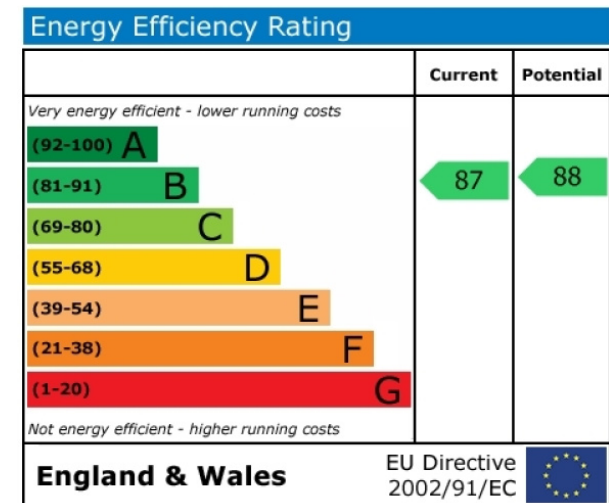 Energy Efficiency Rating
Current Potential
Very energy efficient - lower running costs
(92-100) A
(81-91) B 87 88
(69-80) C
(55-68) D
(39-54) E
(21-38) F
(1-20) G
Not energy efficient - higher running costs
England & Wales
EU Directive
2002/91/EC